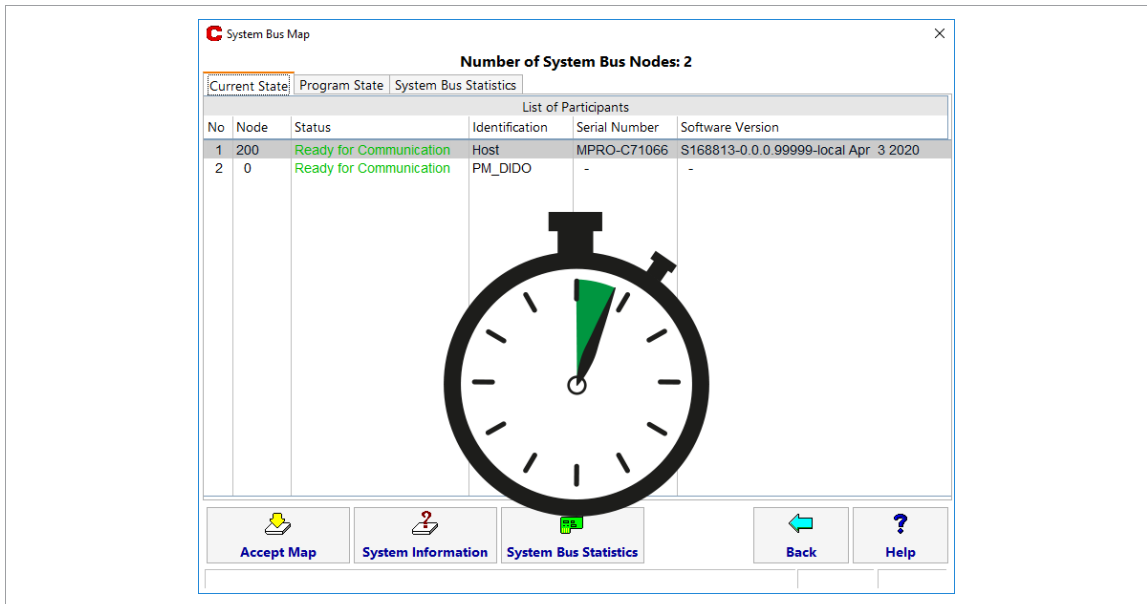 System Bus Map
Number of System Bus Nodes: 2
Current State Program State System Bus Statistics
List of Participants
No Node Status Identification Serial Number Software Version
1 200 Ready for Communication Host MPRO-C71066 S168813-0.0.0.99999-local Apr 3 2020
2 0 Ready for Communication PM_DIDO - -
Accept Map System Information System Bus Statistics Back Help